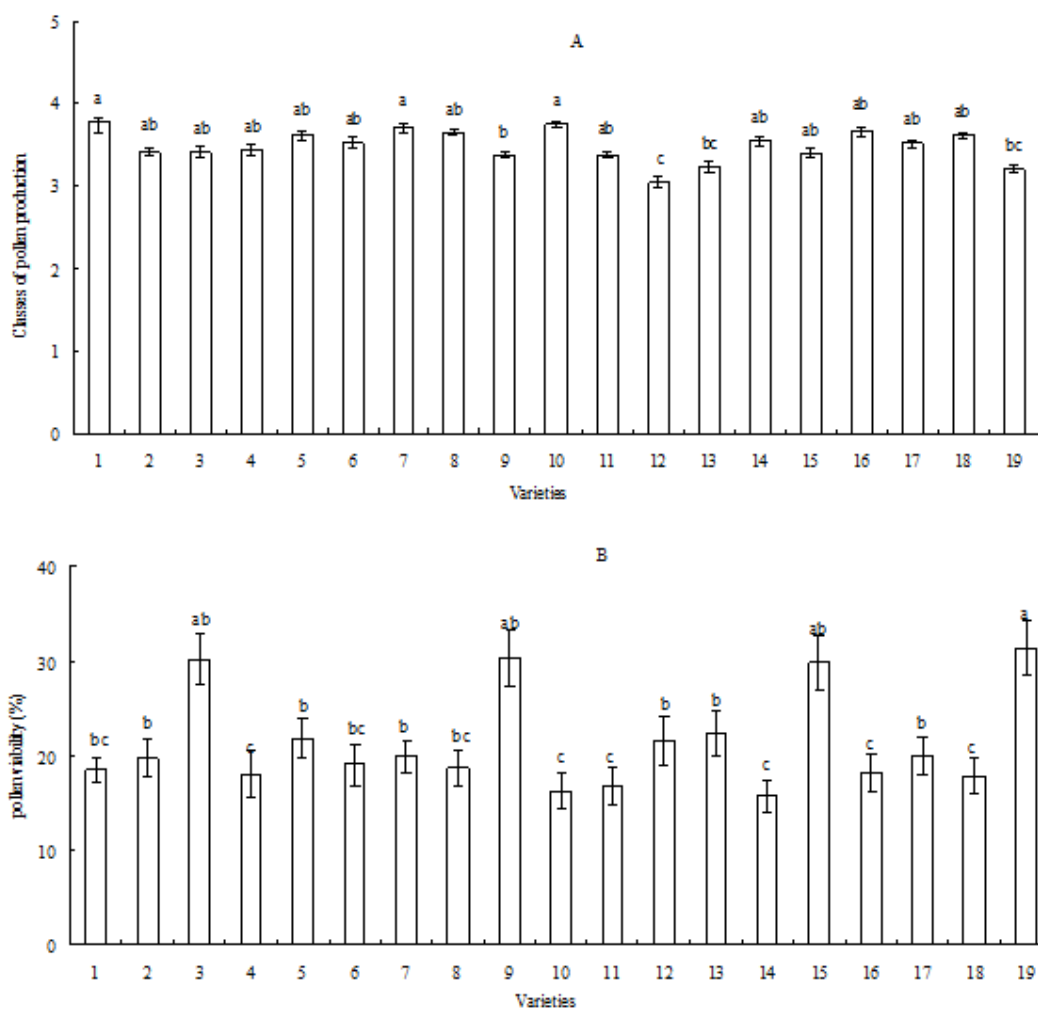 A
Classes of pollen production
5
4
3
2
1
0
a ab ab ab ab ab a ab b a ab c bc ab ab ab ab ab bc
1 2 3 4 5 6 7 8 9 10 11 12 13 14 15 16 17 18 19
Varieties
B
pollen viability (%)
40
30
20
10
0
bc b ab c b bc b bc ab c c b b c ab c b c a
1 2 3 4 5 6 7 8 9 10 11 12 13 14 15 16 17 18 19
Varieties